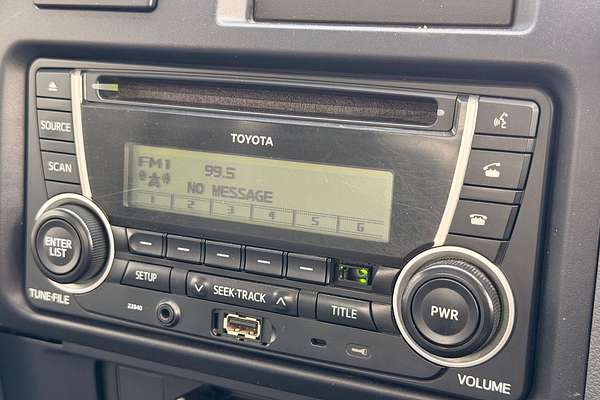 TOYOTA
SOURCE
SCAN
FM1 99.5
NO MESSAGE
1 2 3 4 5 6
ENTER
LIST
TUNE·FILE
SETUP
∨ SEEK·TRACK ∧
TITLE
PWR
VOLUME
22840